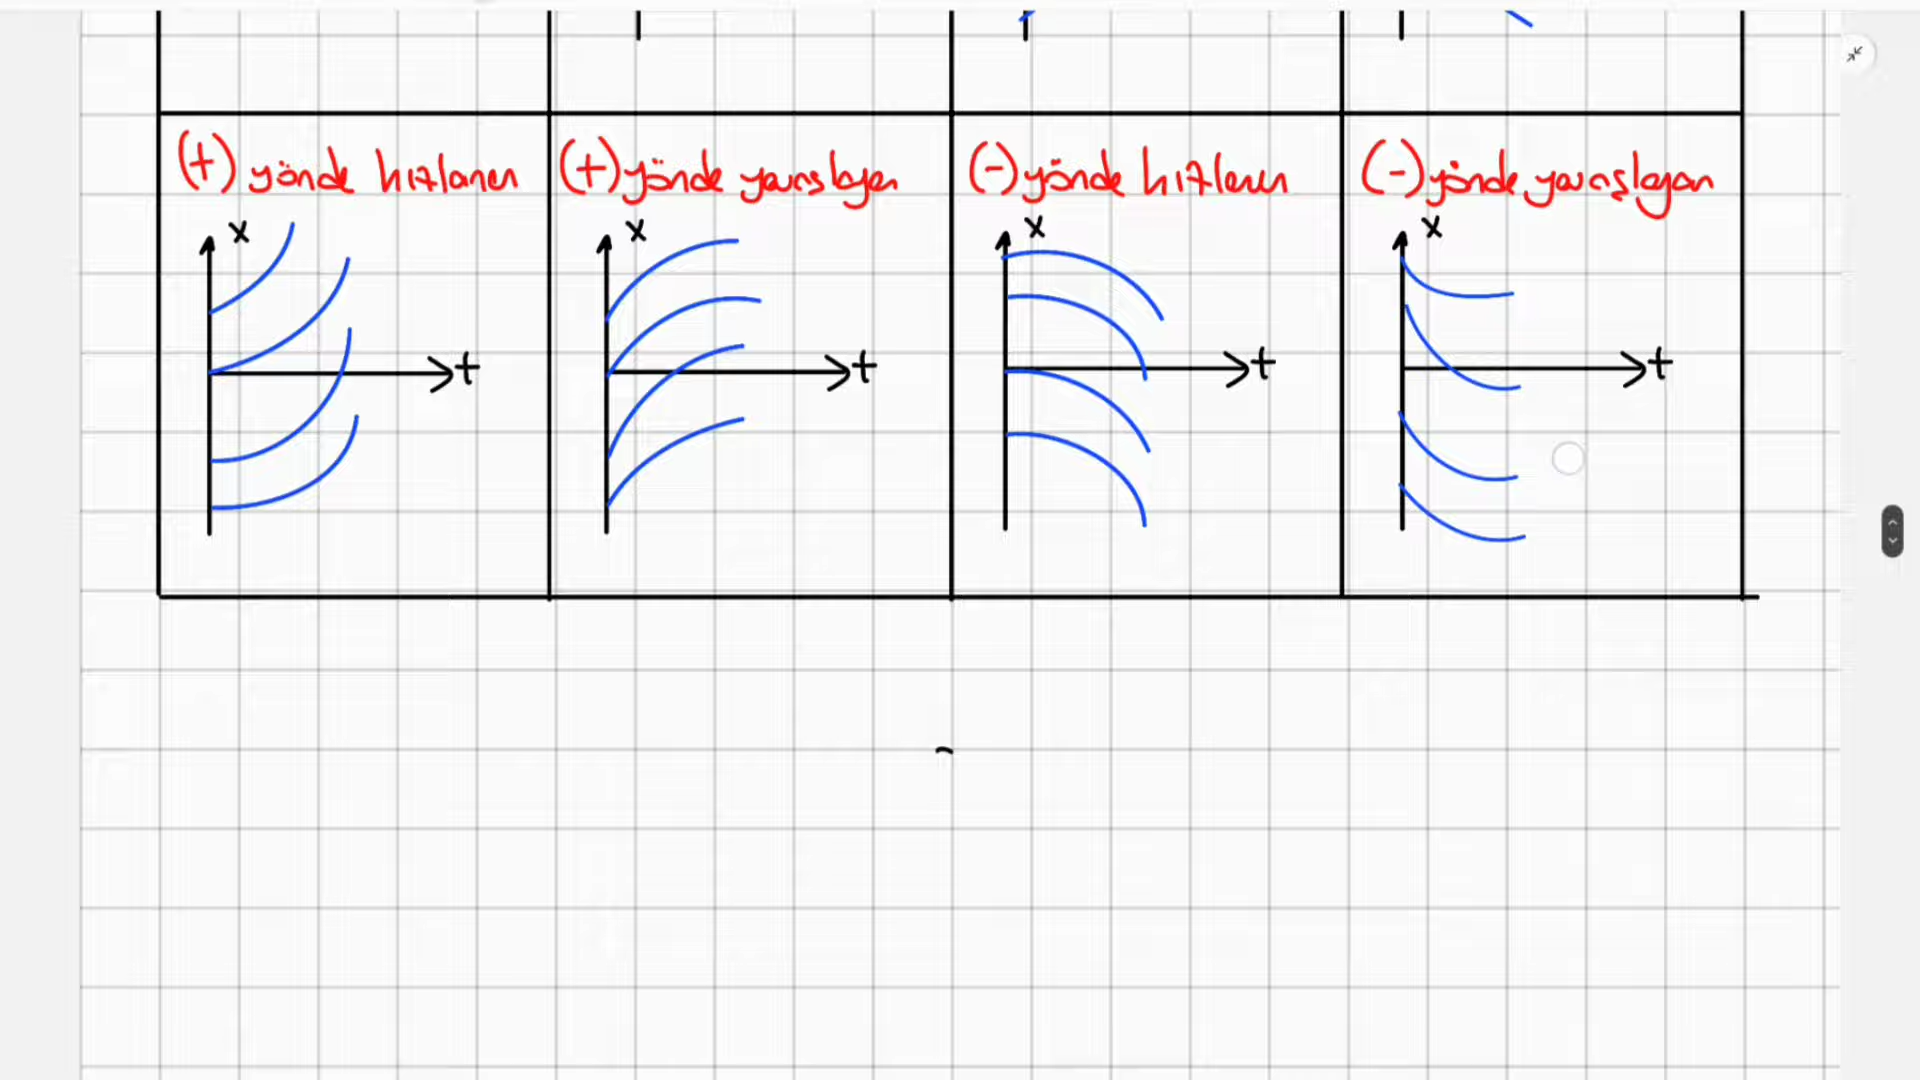 (+) yönde hızlanan
(+) yönde yavaşlayan
(-) yönde hızlanan
(-) yönde yavaşlayan
x
x
x
x
t
t
t
t